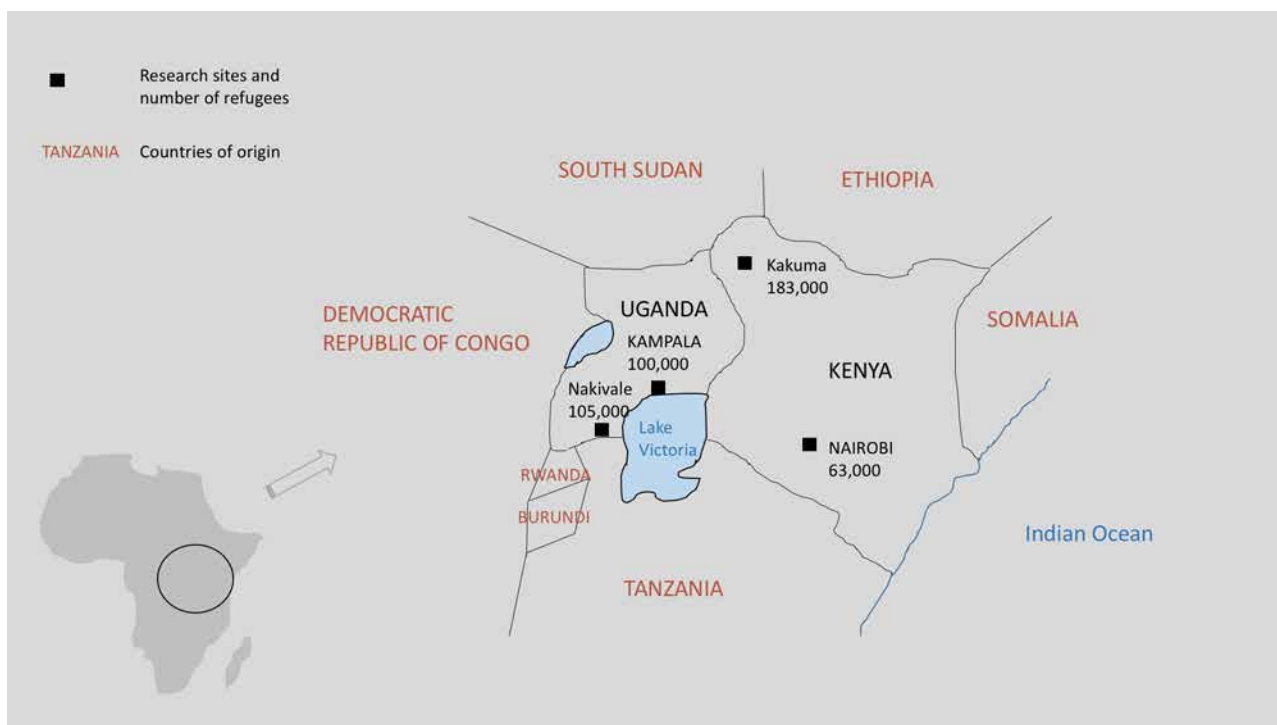 Research sites and
number of refugees
TANZANIA
Countries of origin
SOUTH SUDAN
ETHIOPIA
Kakuma
183,000
UGANDA
DEMOCRATIC
REPUBLIC OF CONGO
SOMALIA
KAMPALA
100,000
KENYA
Nakivale
105,000
Lake
Victoria
NAIROBI
63,000
RWANDA
BURUNDI
Indian Ocean
TANZANIA